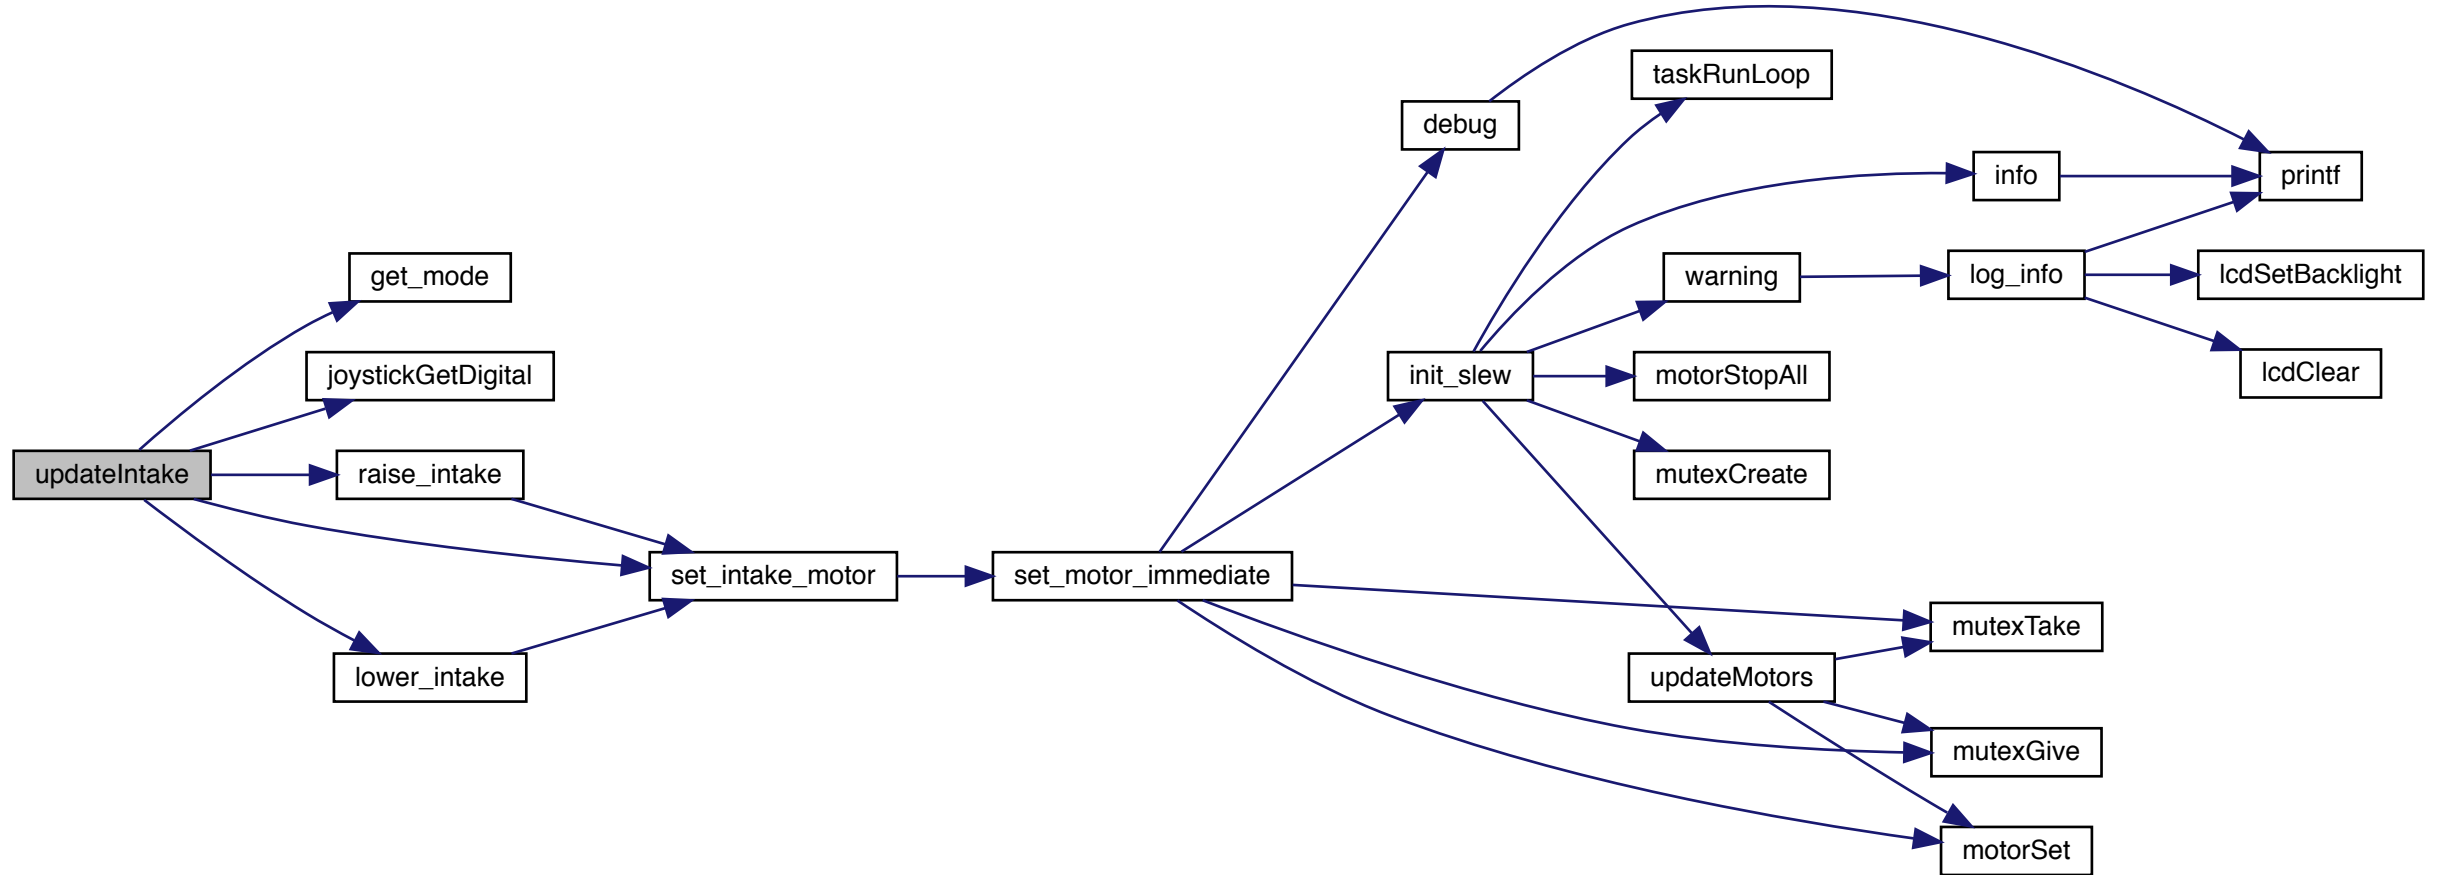 updateIntake
get_mode
joystickGetDigital
raise_intake
lower_intake
set_intake_motor
set_motor_immediate
debug
init_slew
taskRunLoop
warning
motorStopAll
mutexCreate
updateMotors
info
log_info
mutexTake
mutexGive
motorSet
printf
lcdSetBacklight
lcdClear